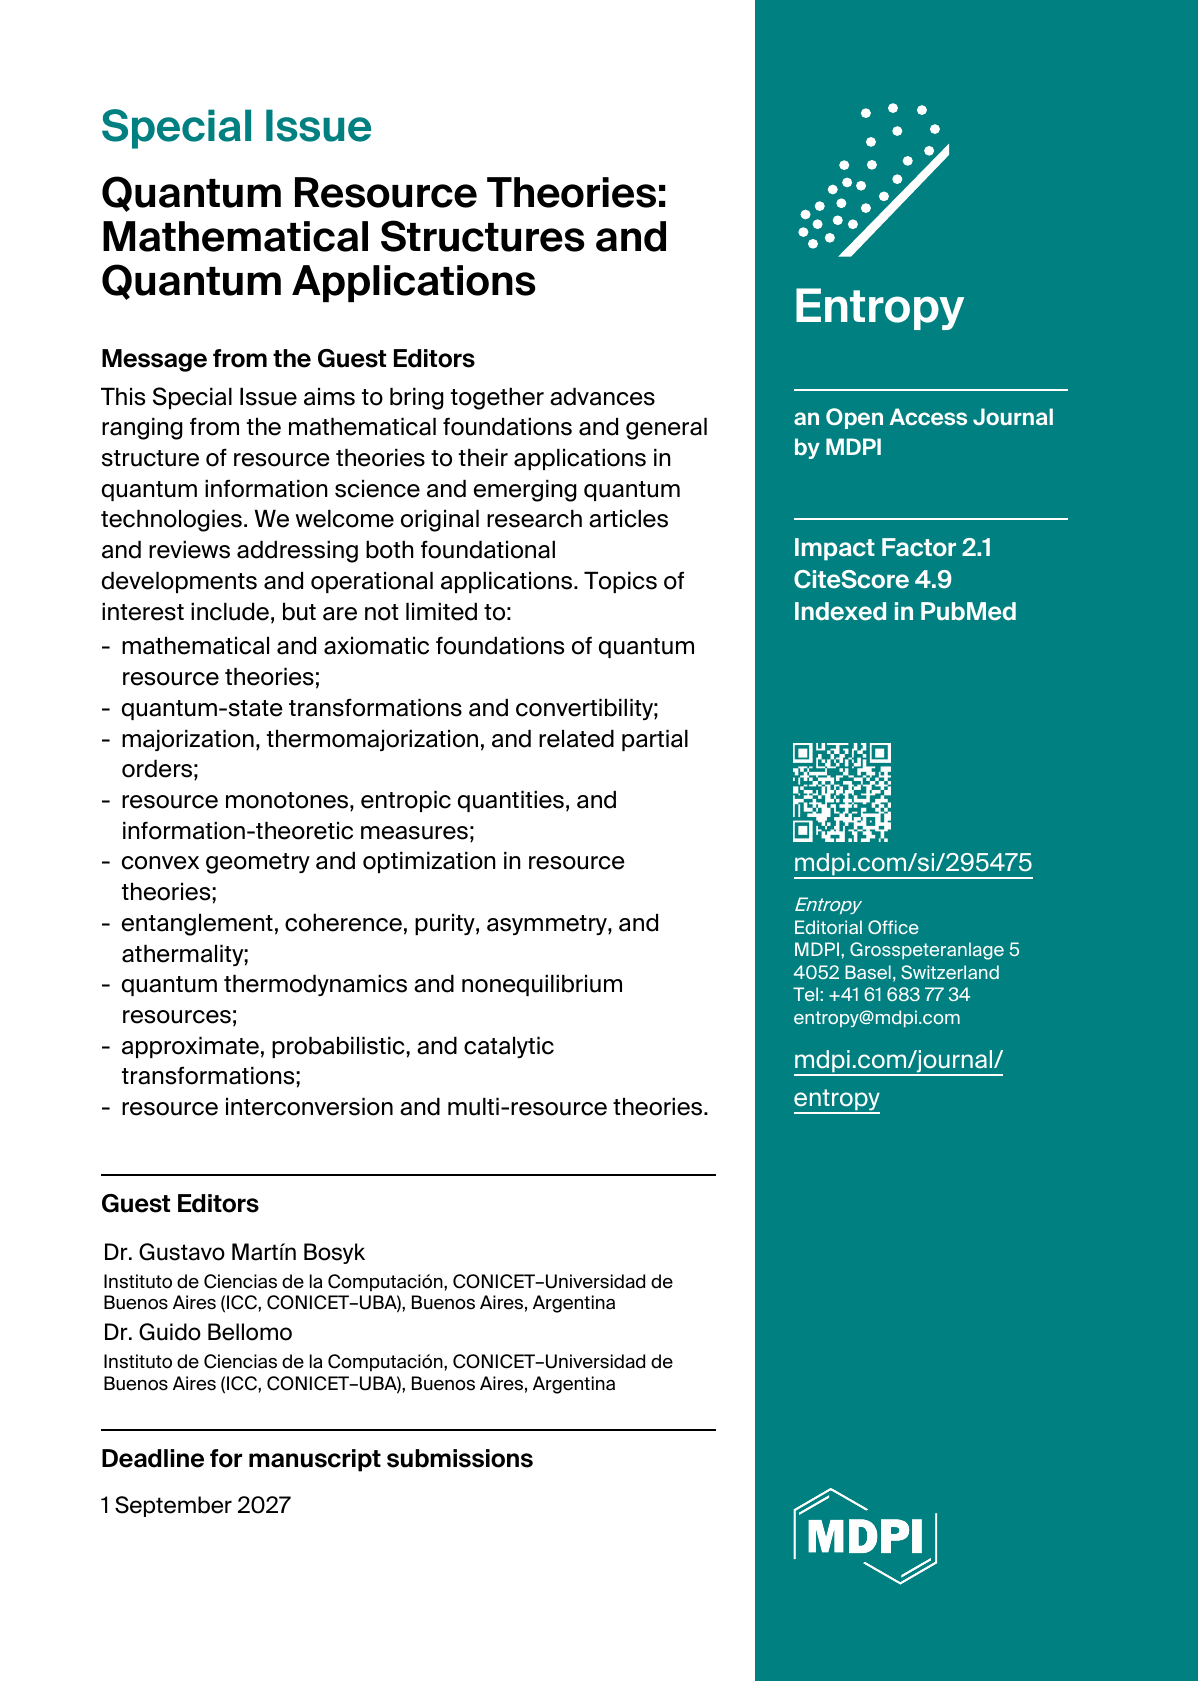 Special Issue
Quantum Resource Theories:
Mathematical Structures and
Quantum Applications
Message from the Guest Editors
This Special Issue aims to bring together advances
ranging from the mathematical foundations and general
structure of resource theories to their applications in
quantum information science and emerging quantum
technologies. We welcome original research articles
and reviews addressing both foundational
developments and operational applications. Topics of
interest include, but are not limited to:
- mathematical and axiomatic foundations of quantum
resource theories;
- quantum-state transformations and convertibility;
- majorization, thermomajorization, and related partial
orders;
- resource monotones, entropic quantities, and
information-theoretic measures;
- convex geometry and optimization in resource
theories;
- entanglement, coherence, purity, asymmetry, and
athermality;
- quantum thermodynamics and nonequilibrium
resources;
- approximate, probabilistic, and catalytic
transformations;
- resource interconversion and multi-resource theories.
Guest Editors
Dr. Gustavo Martín Bosyk
Instituto de Ciencias de la Computación, CONICET–Universidad de
Buenos Aires (ICC, CONICET–UBA), Buenos Aires, Argentina
Dr. Guido Bellomo
Instituto de Ciencias de la Computación, CONICET–Universidad de
Buenos Aires (ICC, CONICET–UBA), Buenos Aires, Argentina
Deadline for manuscript submissions
1 September 2027
Entropy
an Open Access Journal
by MDPI
Impact Factor 2.1
CiteScore 4.9
Indexed in PubMed
mdpi.com/si/295475
Entropy
Editorial Office
MDPI, Grosspeteranlage 5
4052 Basel, Switzerland
Tel: +41 61 683 77 34
entropy@mdpi.com
mdpi.com/journal/
entropy
MDPI